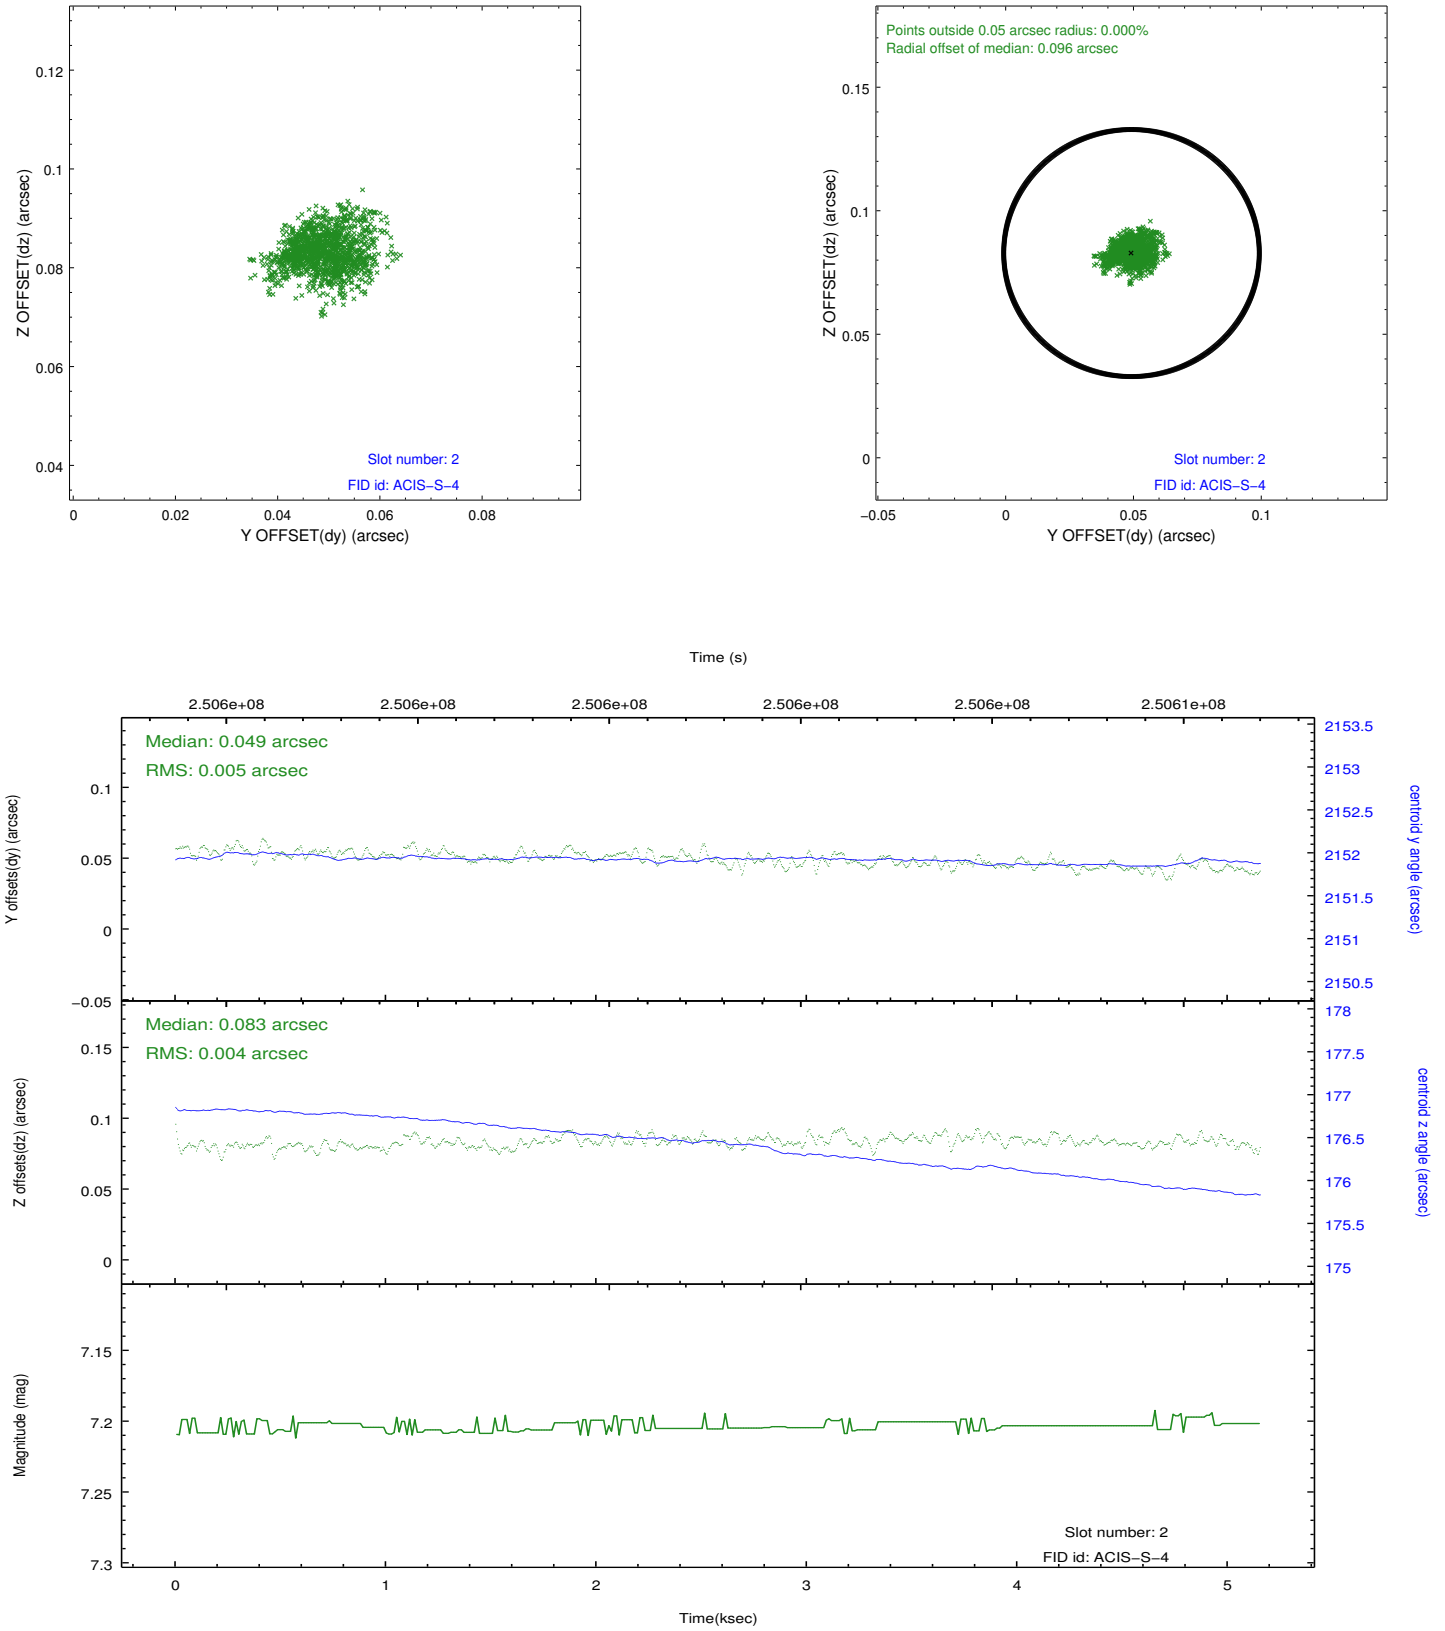 0.12
0.1
0.08
0.06
0.04
Z OFFSET(dz) (arcsec)
Slot number: 2
FID id: ACIS−S−4
0
0.02
0.04
0.06
0.08
Y OFFSET(dy) (arcsec)
Points outside 0.05 arcsec radius: 0.000%
Radial offset of median: 0.096 arcsec
0.15
0.1
0.05
0
Z OFFSET(dz) (arcsec)
Slot number: 2
FID id: ACIS−S−4
−0.05
0
0.05
0.1
Y OFFSET(dy) (arcsec)
Time (s)
2.506e+08
2.506e+08
2.506e+08
2.506e+08
2.506e+08
2.5061e+08
Median: 0.049 arcsec
RMS: 0.005 arcsec
0.1
0.05
0
−0.05
Y offsets(dy) (arcsec)
2153.5
2153
2152.5
2152
2151.5
2151
2150.5
centroid y angle (arcsec)
Median: 0.083 arcsec
RMS: 0.004 arcsec
0.15
0.1
0.05
0
Z offsets(dz) (arcsec)
178
177.5
177
176.5
176
175.5
175
centroid z angle (arcsec)
7.15
7.2
7.25
7.3
Magnitude (mag)
Slot number: 2
FID id: ACIS−S−4
0
1
2
3
4
5
Time(ksec)